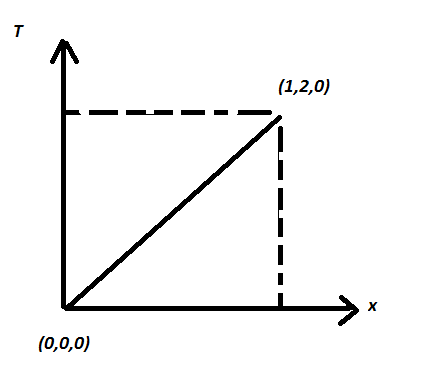 T
(1,2,0)
x
(0,0,0)